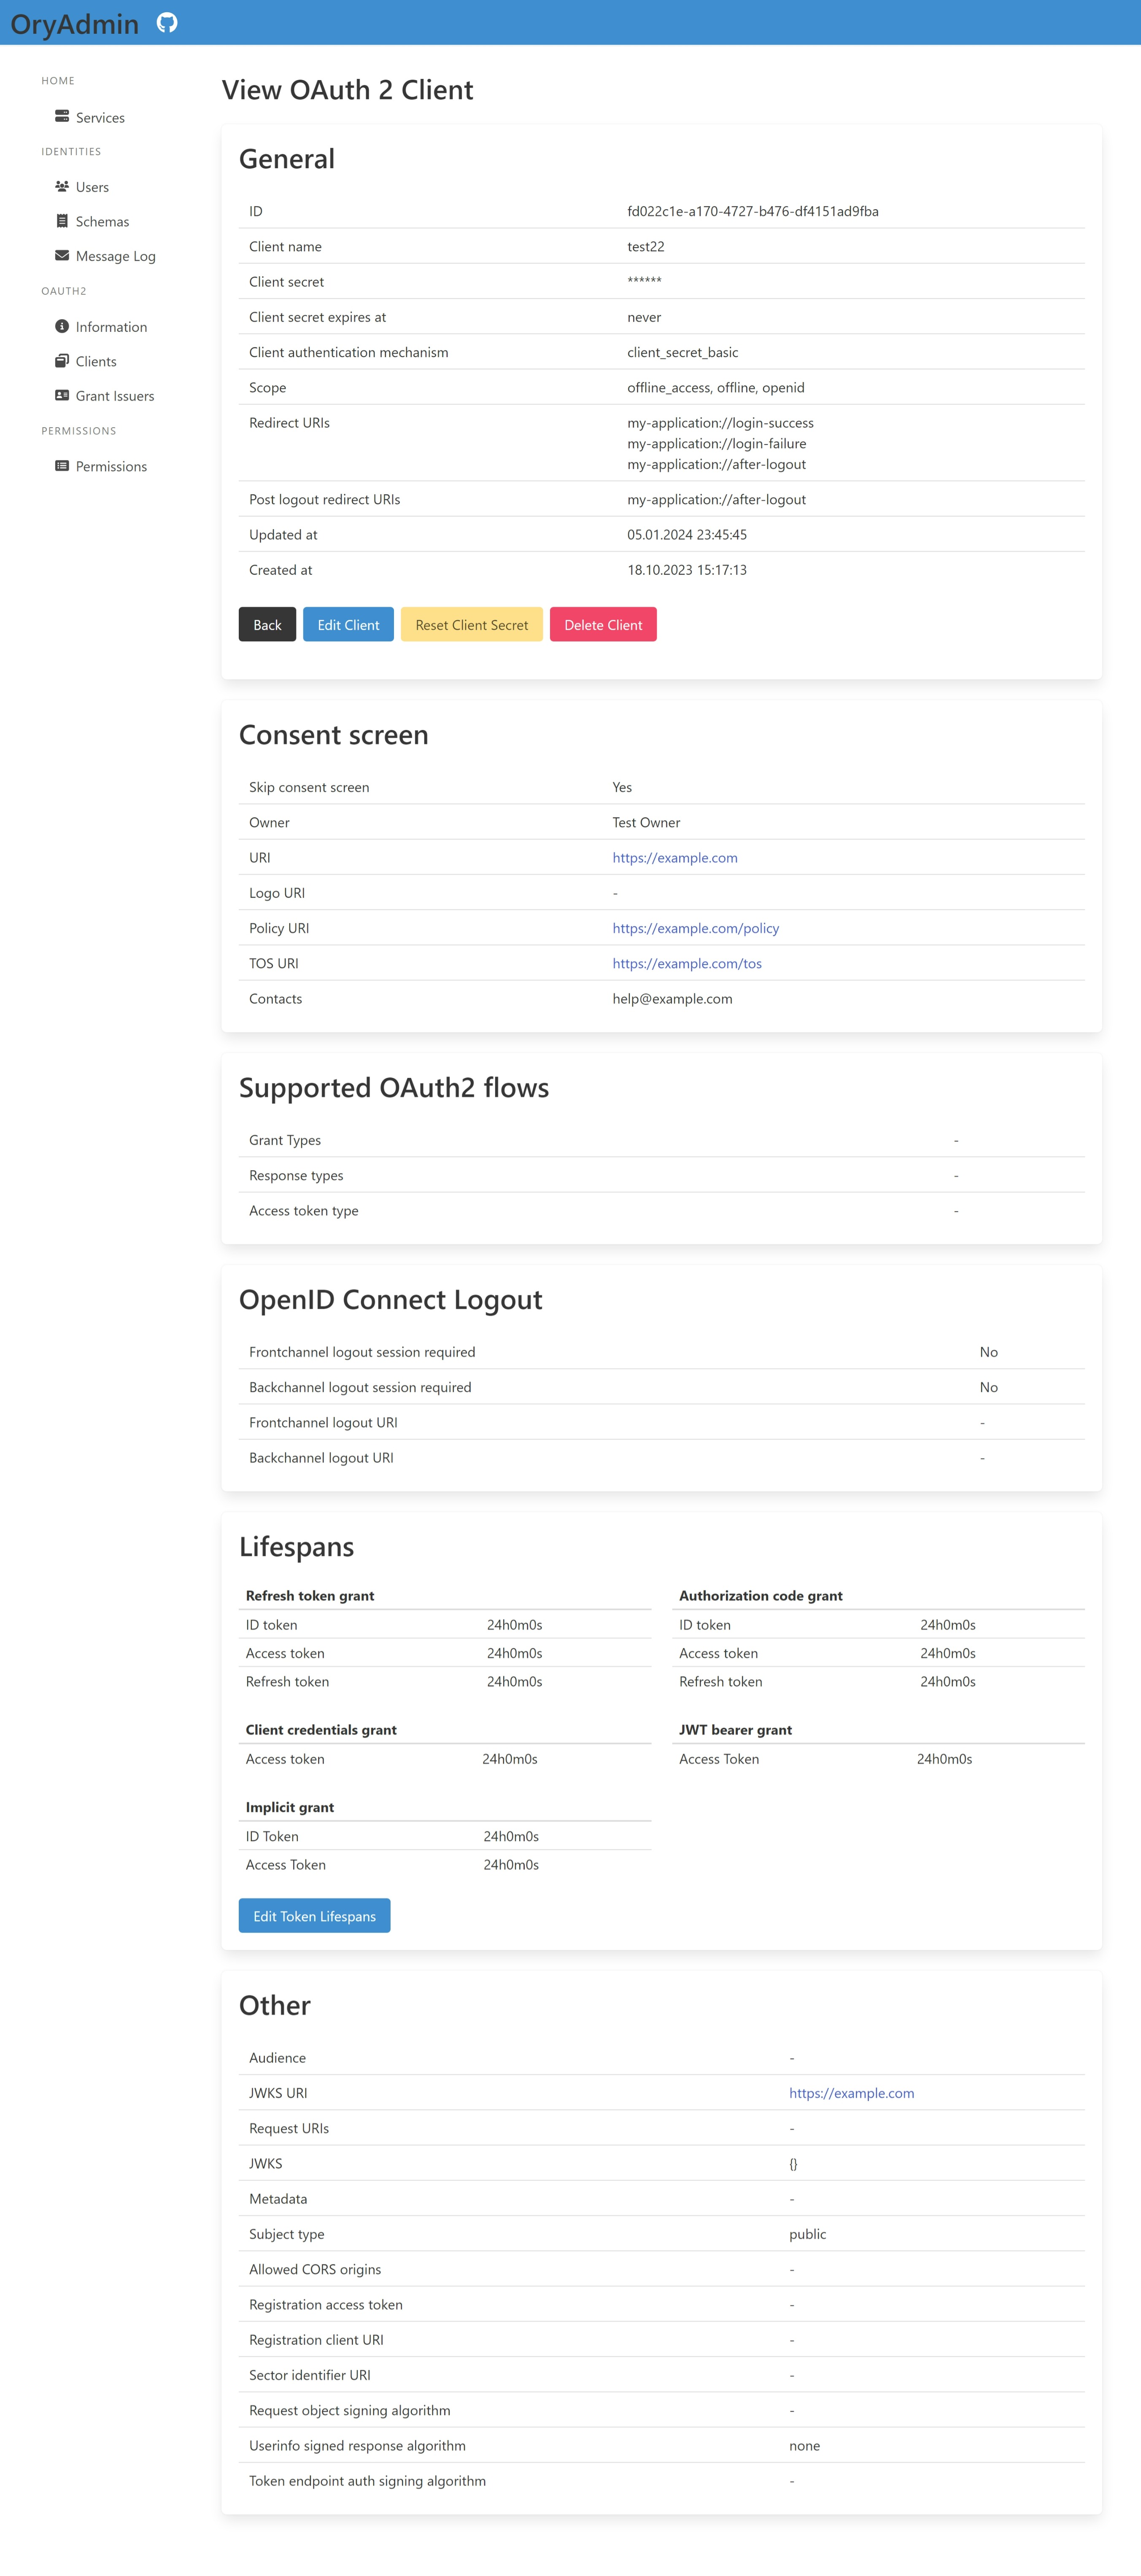 OryAdmin
HOME
Services
IDENTITIES
Users
Schemas
Message Log
OAUTH2
Information
Clients
Grant Issuers
PERMISSIONS
Permissions
View OAuth 2 Client
General
ID fd022c1e-a170-4727-b476-df4151ad9fba
Client name test22
Client secret ******
Client secret expires at never
Client authentication mechanism client_secret_basic
Scope offline_access, offline, openid
Redirect URIs my-application://login-success
my-application://login-failure
my-application://after-logout
Post logout redirect URIs my-application://after-logout
Updated at 05.01.2024 23:45:45
Created at 18.10.2023 15:17:13
Back Edit Client Reset Client Secret Delete Client
Consent screen
Skip consent screen Yes
Owner Test Owner
URI https://example.com
Logo URI -
Policy URI https://example.com/policy
TOS URI https://example.com/tos
Contacts help@example.com
Supported OAuth2 flows
Grant Types -
Response types -
Access token type -
OpenID Connect Logout
Frontchannel logout session required No
Backchannel logout session required No
Frontchannel logout URI -
Backchannel logout URI -
Lifespans
Refresh token grant
ID token 24h0m0s
Access token 24h0m0s
Refresh token 24h0m0s
Authorization code grant
ID token 24h0m0s
Access token 24h0m0s
Refresh token 24h0m0s
Client credentials grant
Access token 24h0m0s
JWT bearer grant
Access Token 24h0m0s
Implicit grant
ID Token 24h0m0s
Access Token 24h0m0s
Edit Token Lifespans
Other
Audience -
JWKS URI https://example.com
Request URIs -
JWKS {}
Metadata -
Subject type public
Allowed CORS origins -
Registration access token -
Registration client URI -
Sector identifier URI -
Request object signing algorithm -
Userinfo signed response algorithm none
Token endpoint auth signing algorithm -